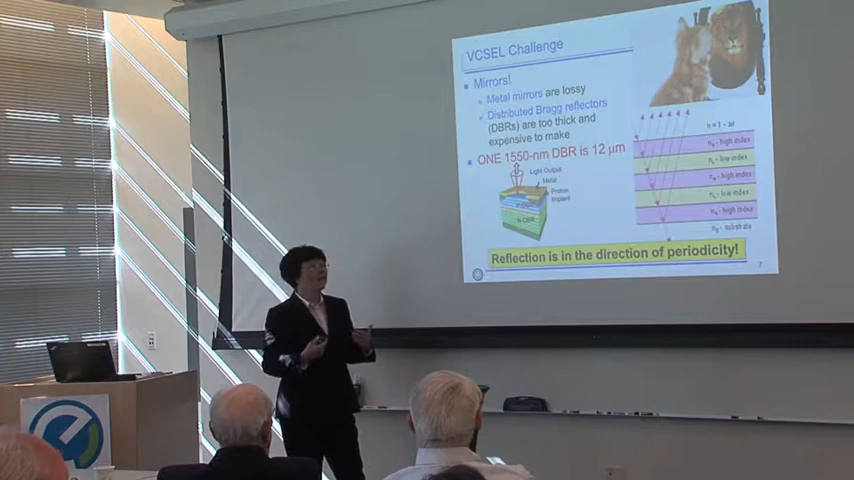 VCSEL Challenge
Mirrors!
Metal mirrors are lossy
Distributed Bragg Reflectors
(DBRs) are too thick and
expensive to make
ONE 1550-nm DBR is 12 µm
Light Output
Metal
Proton
Implant
N-DBR
n = 1 - air
high index
low index
high index
low index
high index
substrate
Reflection is in the direction of periodicity!
7